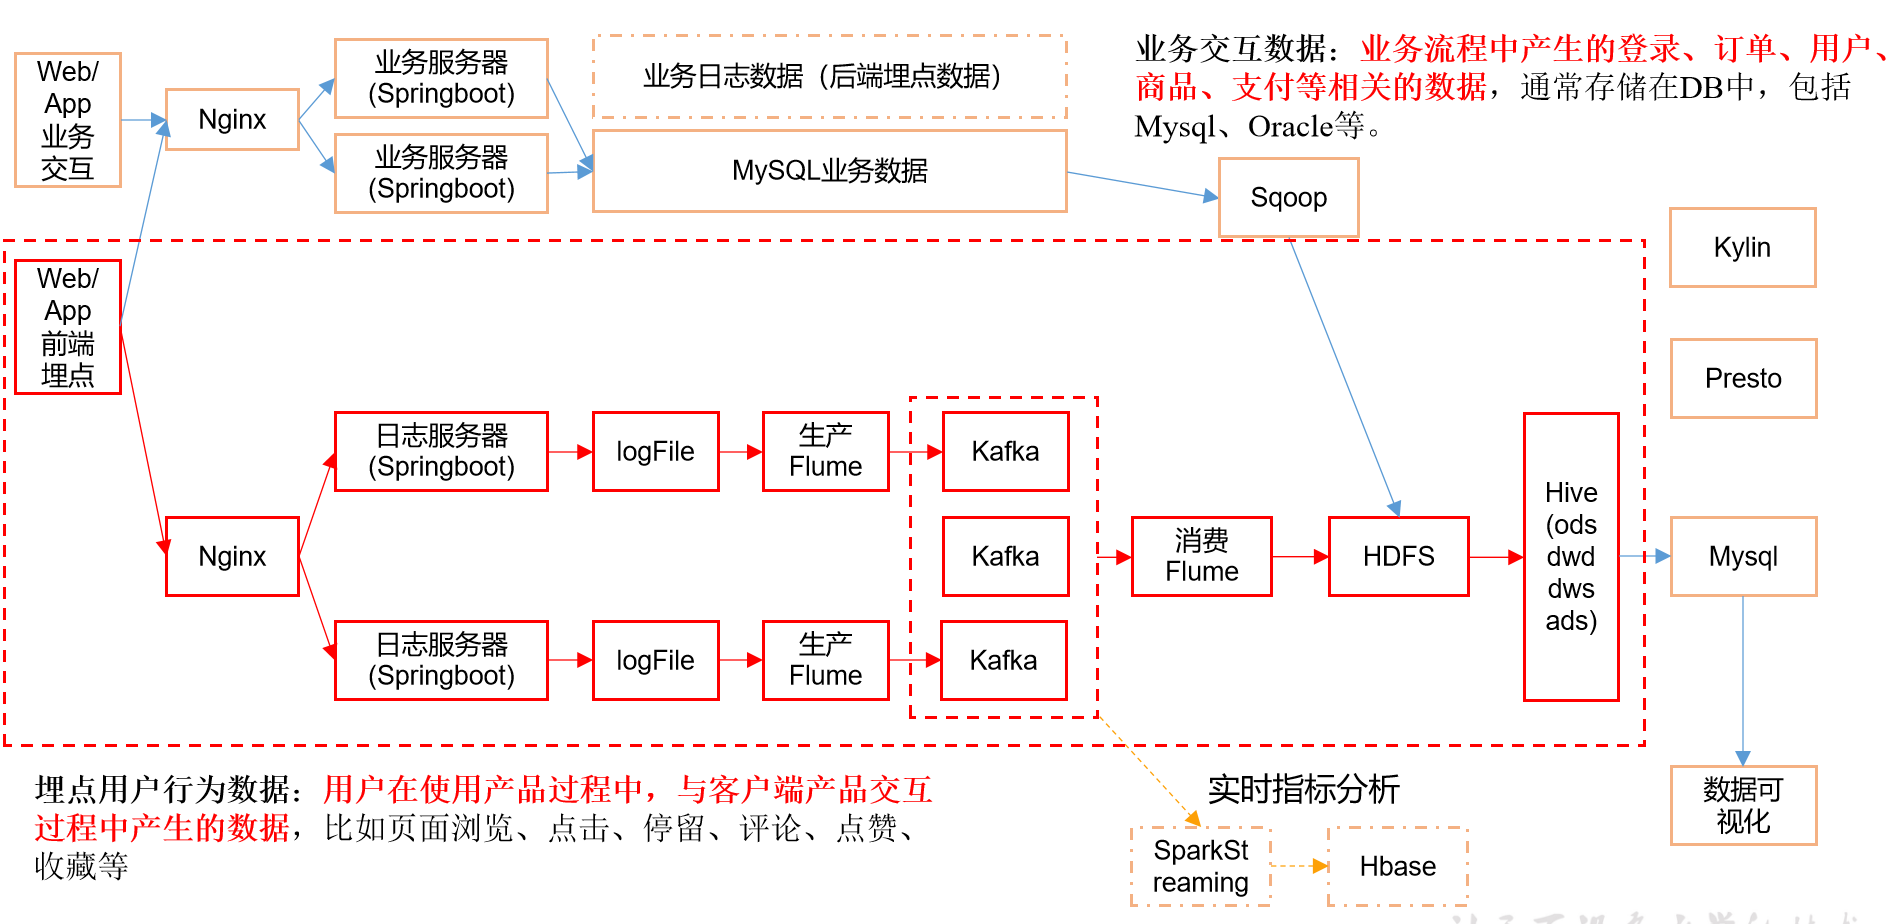 Web/
App
业务
交互
Nginx
业务服务器
(Springboot)
业务服务器
(Springboot)
业务日志数据（后端埋点数据）
MySQL业务数据
业务交互数据：业务流程中产生的登录、订单、用户、
商品、支付等相关的数据，通常存储在DB中，包括
Mysql、Oracle等。
Sqoop
Kylin
Presto
Web/
App
前端
埋点
Nginx
日志服务器
(Springboot)
logFile
生产
Flume
Kafka
Kafka
日志服务器
(Springboot)
logFile
生产
Flume
Kafka
消费
Flume
HDFS
Hive
(ods
dwd
dws
ads)
Mysql
数据可
视化
埋点用户行为数据：用户在使用产品过程中，与客户端产品交互
过程中产生的数据，比如页面浏览、点击、停留、评论、点赞、
收藏等
实时指标分析
SparkSt
reaming
Hbase